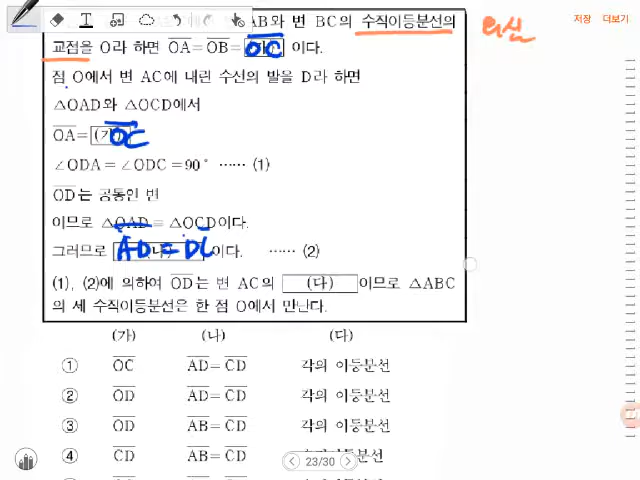 저장 더보기
AB와 변 BC의 수직이등분선의 외심
교점을 O라 하면 OA=OB= OC 이다.
점 O에서 변 AC에 내린 수선의 발을 D라 하면
△OAD와 △OCD에서
OA= (가) OC
∠ODA=∠ODC=90° ⋯⋯ (1)
OD는 공통인 변
이므로 △OAD≡△OCD이다.
그러므로 (나) AD=DC 이다. ⋯⋯ (2)
(1), (2)에 의하여 OD는 변 AC의 (다) 이므로 △ABC
의 세 수직이등분선은 한 점 O에서 만난다.
(가) (나) (다)
① OC AD=CD 각의 이등분선
② OD AD=CD 각의 이등분선
③ OD AB=CD 각의 이등분선
④ CD AB=CD 이등분선
23/30